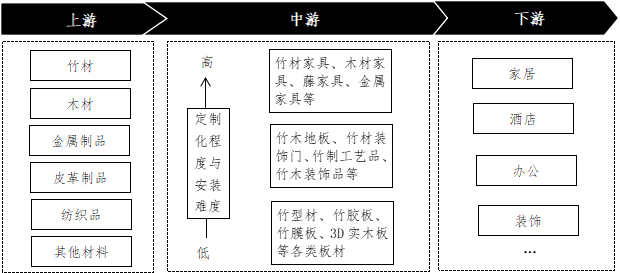 上游
中游
下游
竹材
木材
金属制品
皮革制品
纺织品
其他材料
高
定制
化程
度与
安装
难度
低
竹材家具、木材家
具、藤家具、金属
家具等
竹木地板、竹材装
饰门、竹制工艺品、
竹木装饰品等
竹型材、竹胶板、
竹膜板、3D实木板
等各类板材
家居
酒店
办公
装饰
...